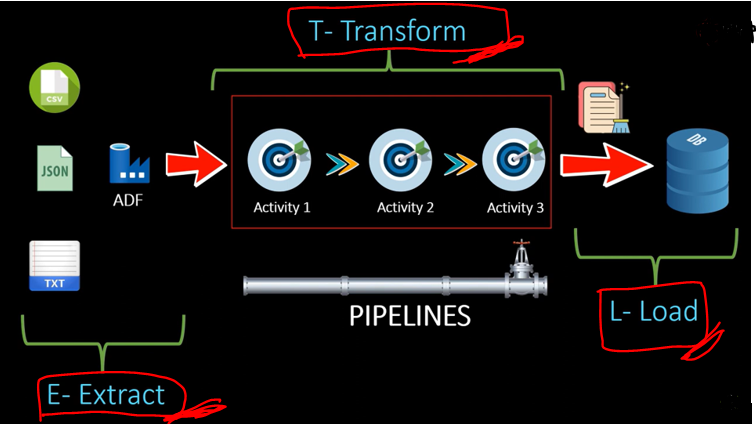 T- Transform
CSV
JSON
ADF
TXT
Activity 1
Activity 2
Activity 3
DB
PIPELINES
L- Load
E- Extract